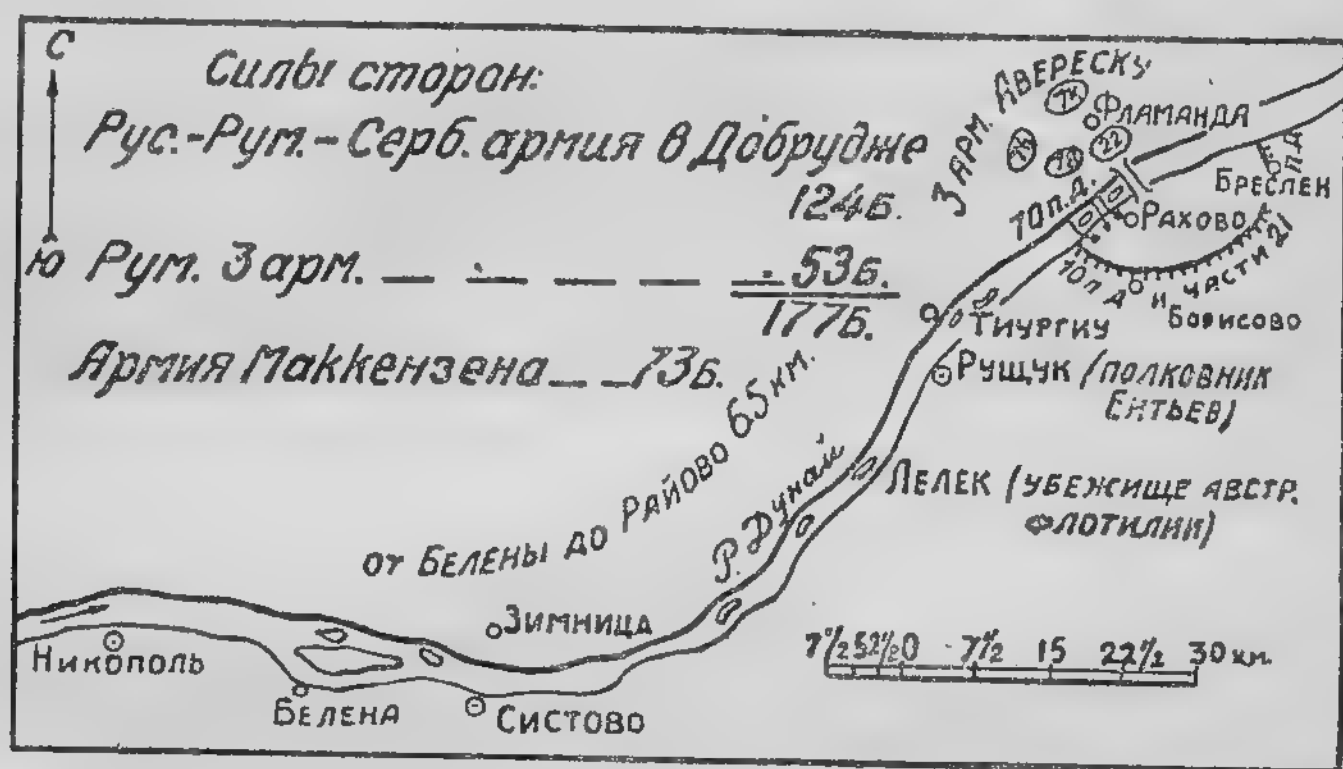 С
Ю
Силы сторон:
Рус.-Рум.-Серб. армия в Добрудже
124б.
Рум. 3 арм. — — — — — 53б.
177б.
Армия Маккензена — — 73б.
3 АРМ. АВЕРЕСКУ
ФЛАМАНДА
22
10 п.д.
п.д
БРЕСЛЕК
РАХОВО
10 п д и части 21
Борисово
ТИУРГИУ
РУЩУК (ПОЛКОВНИК
ЕНТЬЕВ)
от БЕЛЕНЫ до РАЙОВО 65 км.
Р. Дунай
ЛЕЛЕК (УБЕЖИЩЕ АВСТР.
ФЛОТИЛИИ)
ЗИМНИЦА
НИКОПОЛЬ
БЕЛЕНА
СИСТОВО
7½ 5 2½ 0 7½ 15 22½ 30 км.